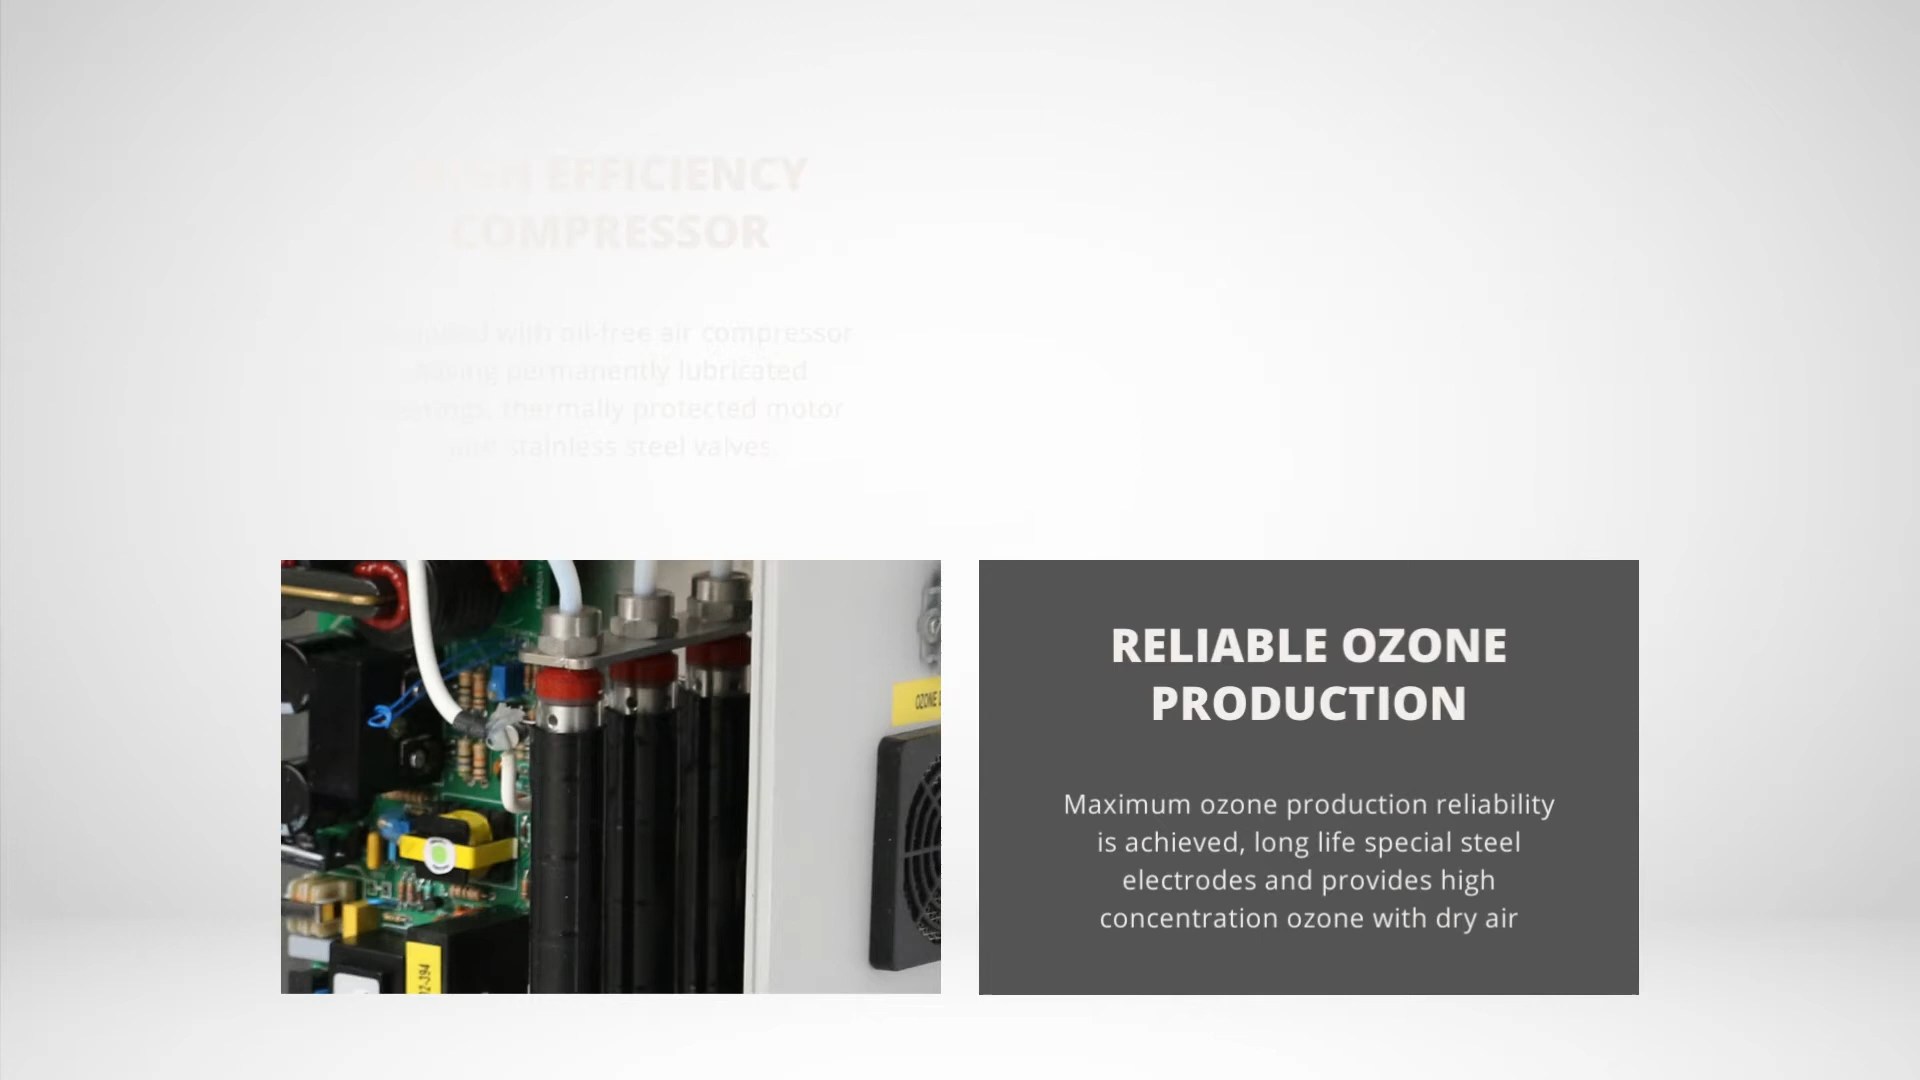 HIGH EFFICIENCY
COMPRESSOR
with oil-free air compressor
having permanently lubricated
thermally protected motor
stainless steel valves.
RELIABLE OZONE
PRODUCTION
Maximum ozone production reliability
is achieved, long life special steel
electrodes and provides high
concentration ozone with dry air
OZONE